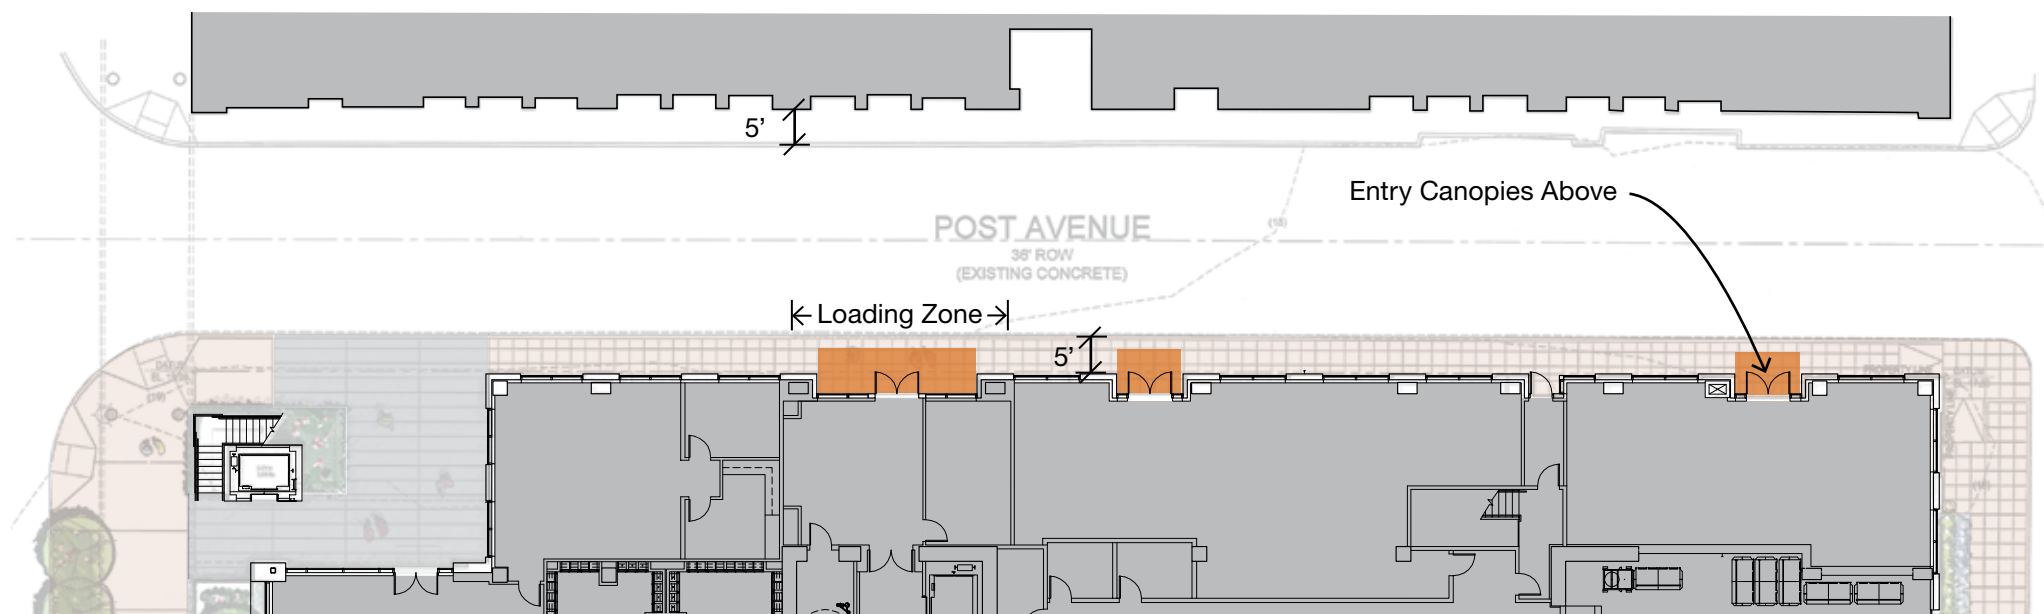 5’
Entry Canopies Above
POST AVENUE
36' ROW
(EXISTING CONCRETE)
Loading Zone
5’